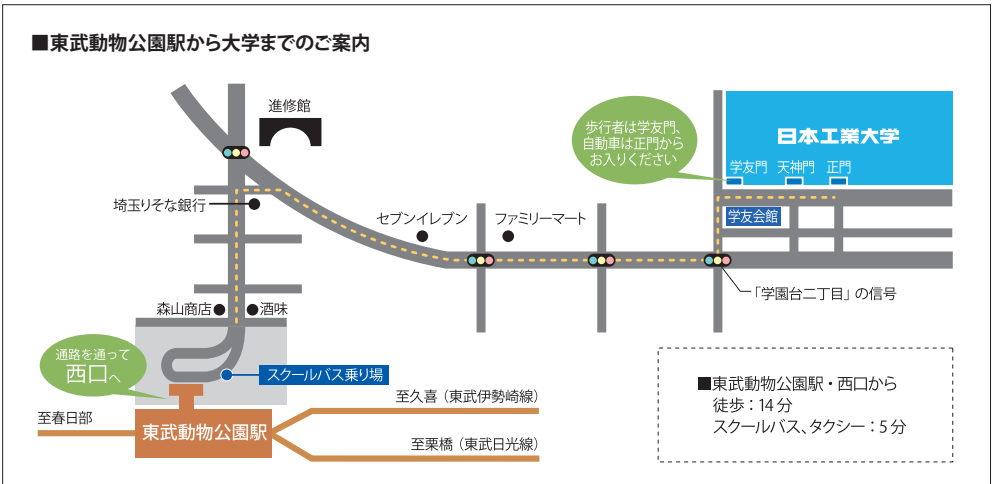 ■東武動物公園駅から大学までのご案内
進修館
歩行者は学友門、
自動車は正門から
お入りください
日本工業大学
学友門 天神門 正門
埼玉りそな銀行
セブンイレブン
ファミリーマート
学友会館
「学園台二丁目」の信号
森山商店
酒味
通路を通って
西口へ
スクールバス乗り場
至春日部
東武動物公園駅
至久喜（東武伊勢崎線）
至栗橋（東武日光線）
■東武動物公園駅・西口から
徒歩：14分
スクールバス、タクシー：5分